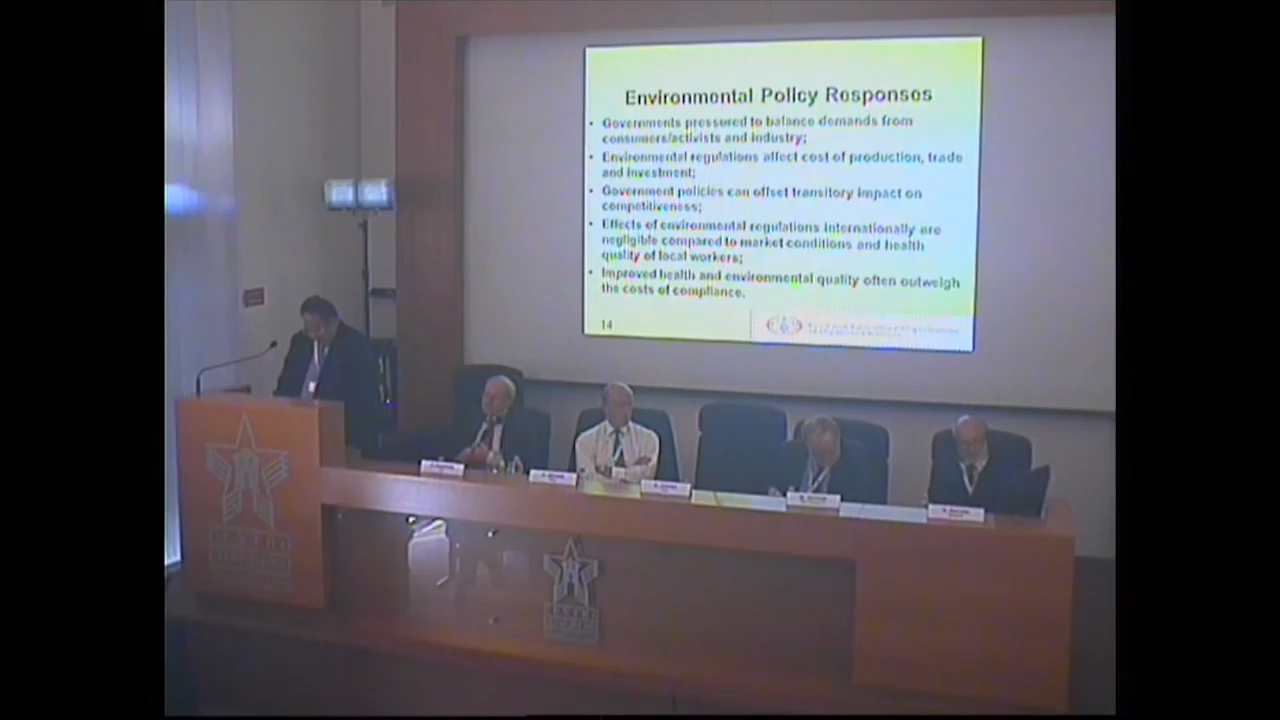 Environmental Policy Responses
• Governments pressured to balance demands from
consumers/activists and industry;
• Environmental regulations affect cost of production, trade
and investment;
• Government policies can offset transitory impact on
competitiveness;
• Effects of environmental regulations internationally are
negligible compared to market conditions and health
quality of local workers;
• Improved health and environmental quality often outweigh
the costs of compliance.
14